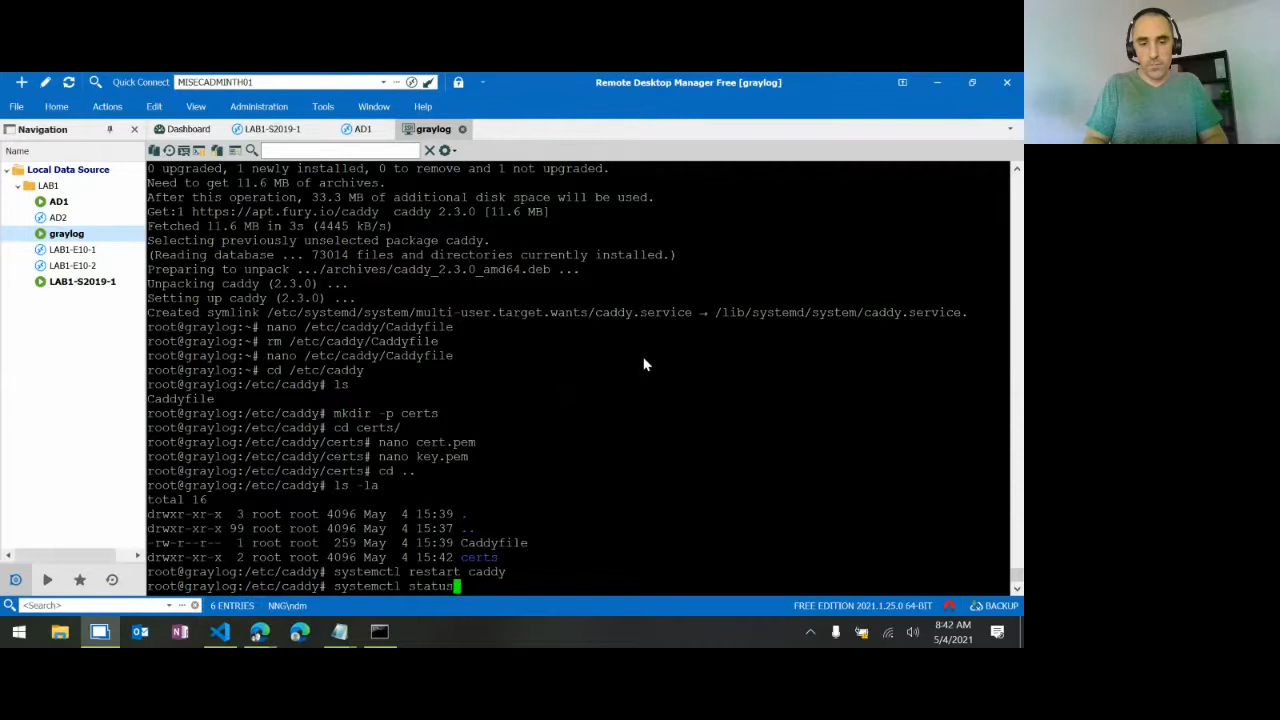 Quick Connect MISECADMINTH01 Remote Desktop Manager Free [graylog]
File Home Actions Edit View Administration Tools Window Help
Navigation Dashboard LAB1-S2019-1 AD1 graylog
Name
Local Data Source
LAB1
AD1
AD2
graylog
LAB1-E10-1
LAB1-E10-2
LAB1-S2019-1
0 upgraded, 1 newly installed, 0 to remove and 1 not upgraded.
Need to get 11.6 MB of archives.
After this operation, 33.3 MB of additional disk space will be used.
Get:1 https://apt.fury.io/caddy  caddy 2.3.0 [11.6 MB]
Fetched 11.6 MB in 3s (4445 kB/s)
Selecting previously unselected package caddy.
(Reading database ... 73014 files and directories currently installed.)
Preparing to unpack .../archives/caddy_2.3.0_amd64.deb ...
Unpacking caddy (2.3.0) ...
Setting up caddy (2.3.0) ...
Created symlink /etc/systemd/system/multi-user.target.wants/caddy.service → /lib/systemd/system/caddy.service.
root@graylog:~# nano /etc/caddy/Caddyfile
root@graylog:~# rm /etc/caddy/Caddyfile
root@graylog:~# nano /etc/caddy/Caddyfile
root@graylog:~# cd /etc/caddy
root@graylog:/etc/caddy# ls
Caddyfile
root@graylog:/etc/caddy# mkdir -p certs
root@graylog:/etc/caddy# cd certs/
root@graylog:/etc/caddy/certs# nano cert.pem
root@graylog:/etc/caddy/certs# nano key.pem
root@graylog:/etc/caddy/certs# cd ..
root@graylog:/etc/caddy# ls -la
total 16
drwxr-xr-x  3 root root 4096 May  4 15:39 .
drwxr-xr-x 99 root root 4096 May  4 15:37 ..
-rw-r--r--  1 root root  259 May  4 15:39 Caddyfile
drwxr-xr-x  2 root root 4096 May  4 15:42 certs
root@graylog:/etc/caddy# systemctl restart caddy
root@graylog:/etc/caddy# systemctl status
<Search> 6 ENTRIES NNG\ndm FREE EDITION 2021.1.25.0 64-BIT BACKUP
8:42 AM
5/4/2021